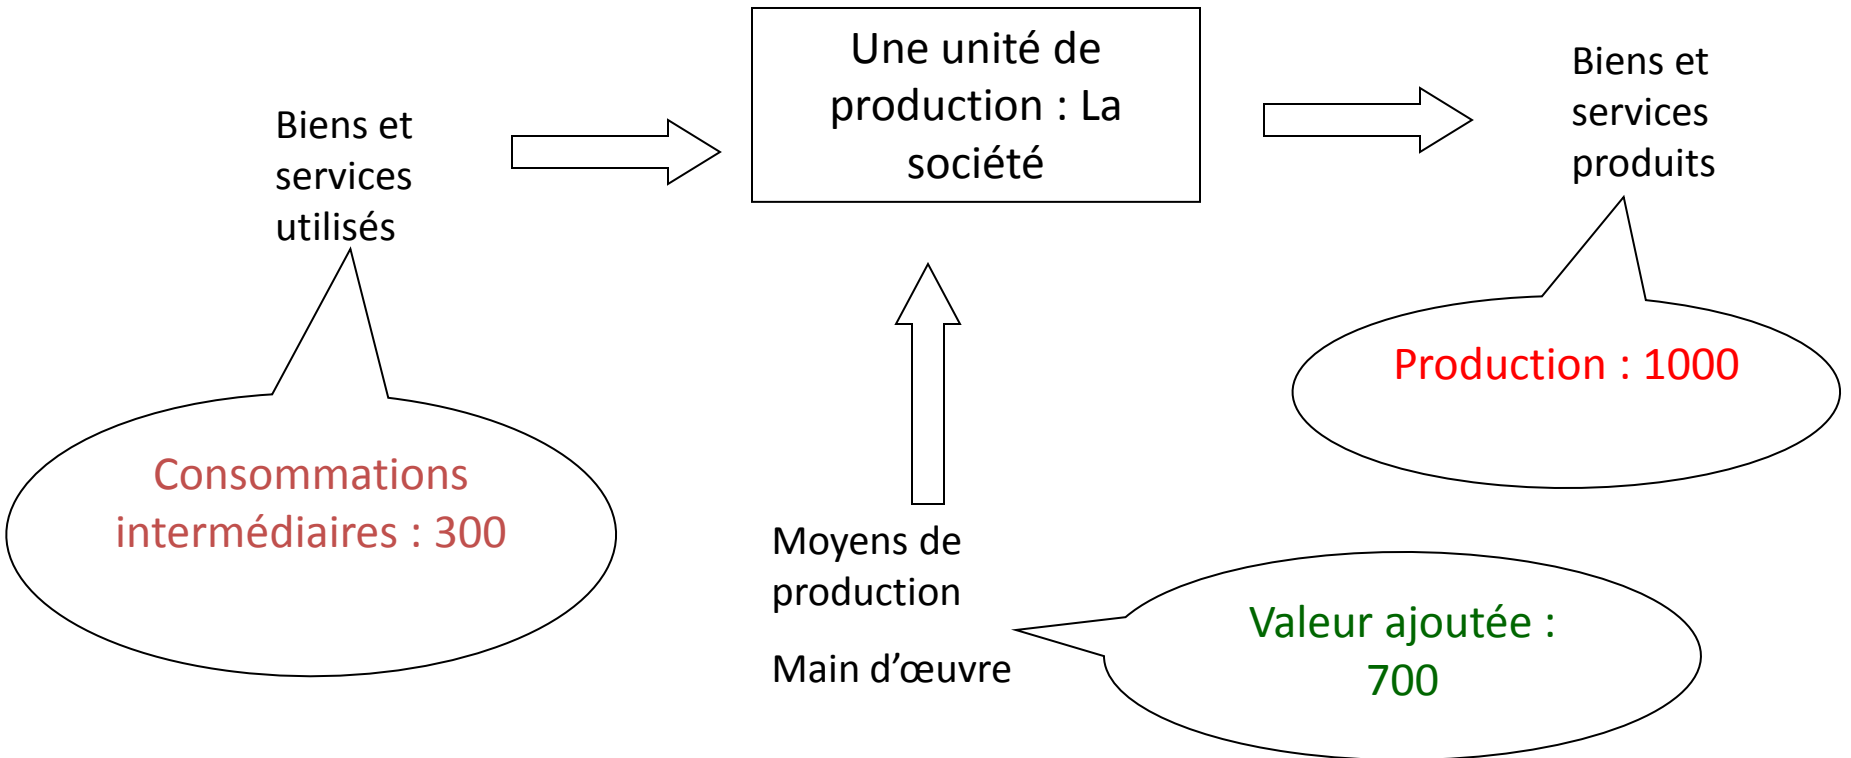 Biens et
services
utilisés
Une unité de
production : La
société
Biens et
services
produits
Consommations
intermédiaires : 300
Production : 1000
Moyens de
production
Main d’œuvre
Valeur ajoutée :
700